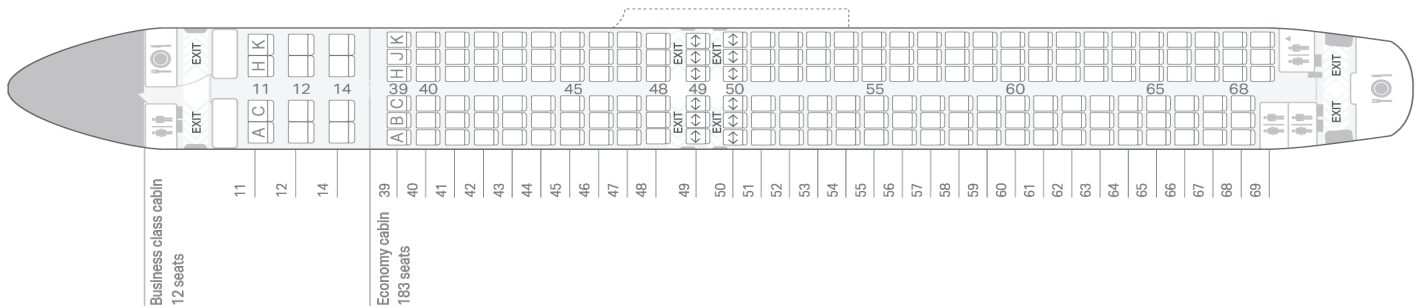 EXIT EXIT EXIT EXIT
K K
H J
H
11 12 14 39 40 45 48 49 50 55 60 65 68
C C
A B
A
EXIT EXIT EXIT EXIT
11 12 14 39 40 41 42 43 44 45 46 47 48 49 50 51 52 53 54 55 56 57 58 59 60 61 62 63 64 65 66 67 68 69
Business class cabin
12 seats
Economy cabin
183 seats